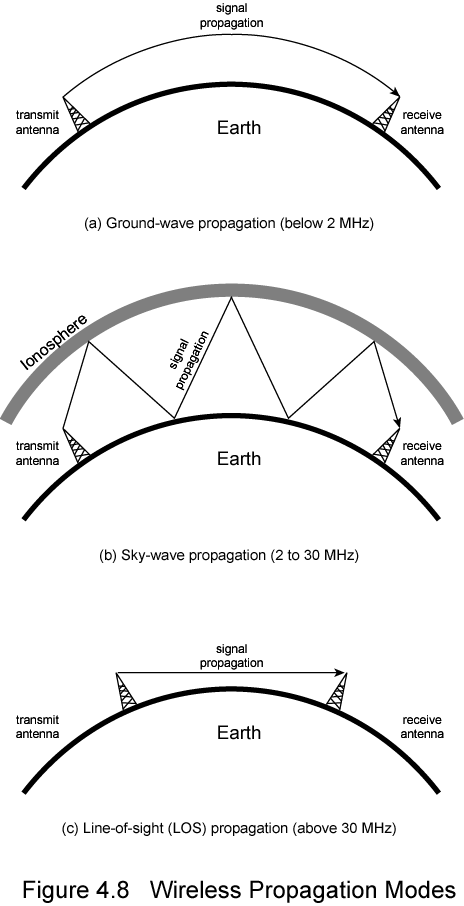 signal
propagation
transmit
antenna
receive
antenna
Earth
(a) Ground-wave propagation (below 2 MHz)
Ionosphere
signal
propagation
transmit
antenna
receive
antenna
Earth
(b) Sky-wave propagation (2 to 30 MHz)
signal
propagation
transmit
antenna
receive
antenna
Earth
(c) Line-of-sight (LOS) propagation (above 30 MHz)
Figure 4.8 Wireless Propagation Modes